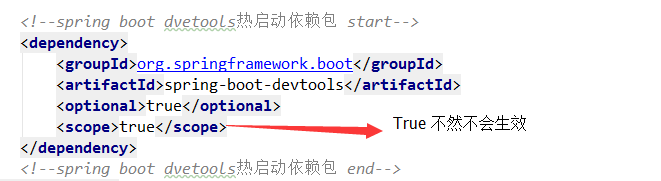 <!--spring boot dvetools热启动依赖包 start-->
<dependency>
<groupId>org.springframework.boot</groupId>
<artifactId>spring-boot-devtools</artifactId>
<optional>true</optional>
<scope>true</scope> True 不然不会生效
</dependency>
<!--spring boot dvetools热启动依赖包 end-->